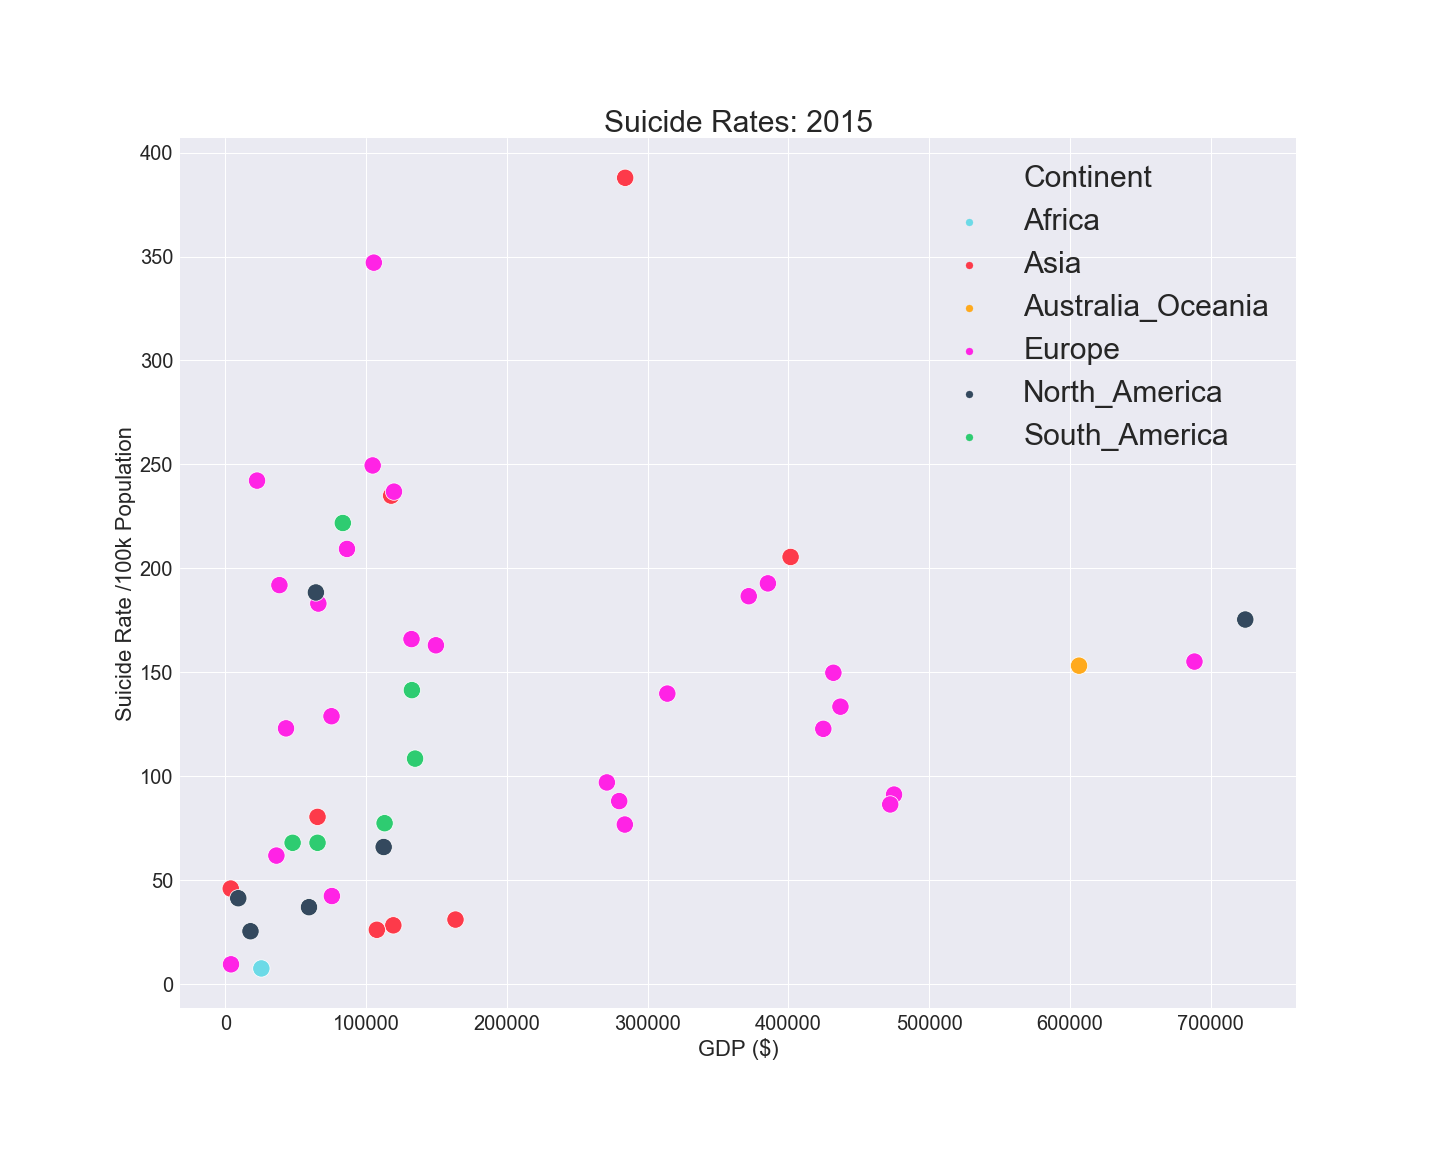 Suicide Rates: 2015
400
350
300
250
200
150
100
50
0
Suicide Rate /100k Population
Continent
Africa
Asia
Australia_Oceania
Europe
North_America
South_America
0 100000 200000 300000 400000 500000 600000 700000
GDP ($)